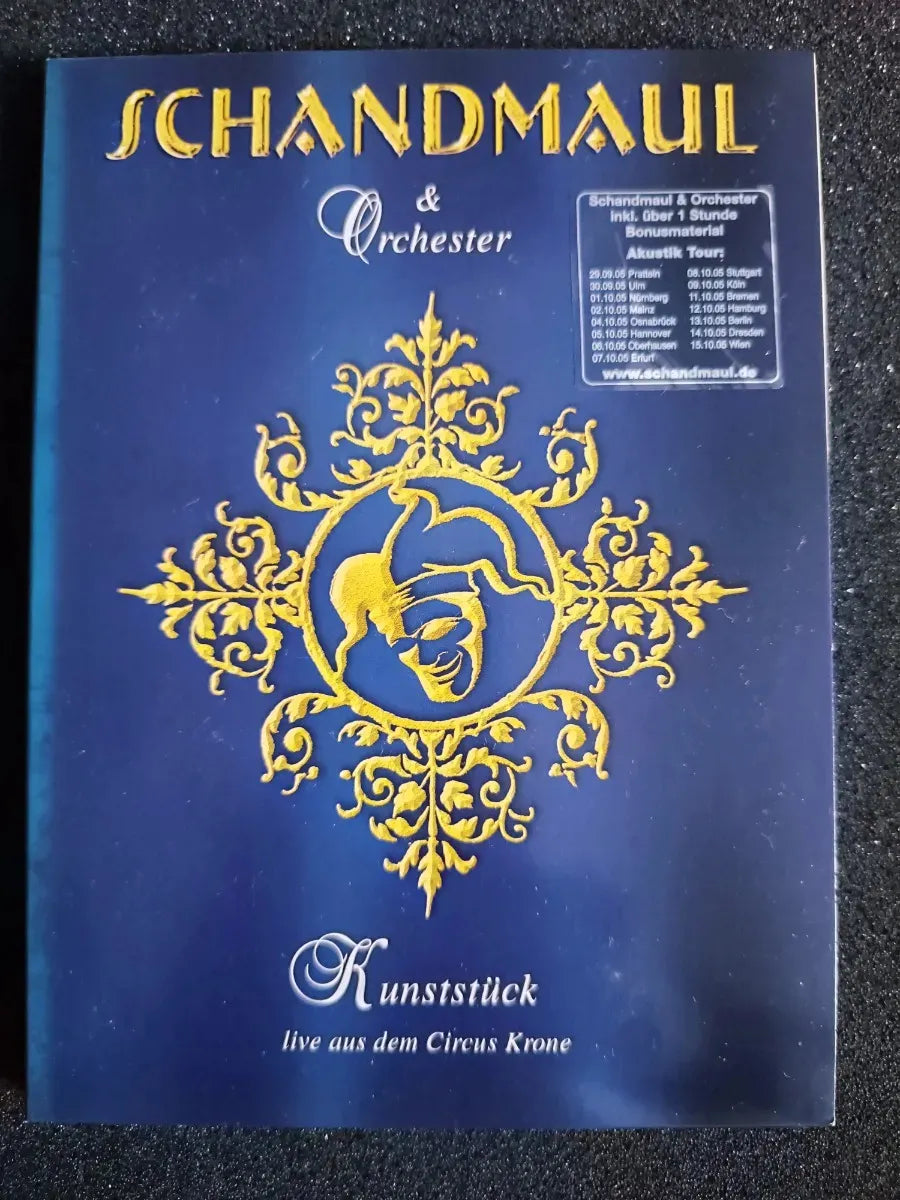 SCHANDMAUL
&
Orchester
Schandmaul & Orchester
inkl. über 1 Stunde
Bonusmaterial
Akustik Tour:
29.09.05 Pratteln 08.10.05 Stuttgart
30.09.05 Ulm 09.10.05 Köln
01.10.05 Nürnberg 11.10.05 Bremen
02.10.05 Mainz 12.10.05 Hamburg
04.10.05 Osnabrück 13.10.05 Berlin
05.10.05 Hannover 14.10.05 Dresden
06.10.05 Oberhausen 15.10.05 Wien
07.10.05 Erfurt
www.schandmaul.de
Kunststück
live aus dem Circus Krone